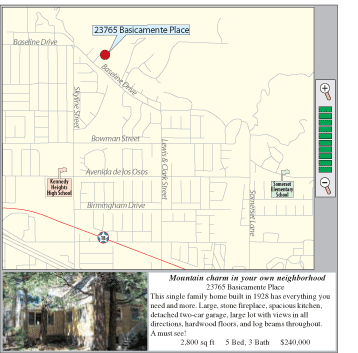 23765 Basicamente Place
Baseline Drive
Baseline Drive
Skyline Street
Bowman Street
Lewis & Clark Street
Avenida de los Osos
Kennedy
Heights
High School
Somerset
Elementary
School
Somerset Lane
Birmingham Drive
Mountain charm in your own neighborhood
23765 Basicamente Place
This single family home built in 1928 has everything you
need and more. Large, stone fireplace, spacious kitchen,
detached two-car garage, large lot with views in all
directions, hardwood floors, and log beams throughout.
A must see!
2,800 sq ft 5 Bed, 3 Bath $240,000